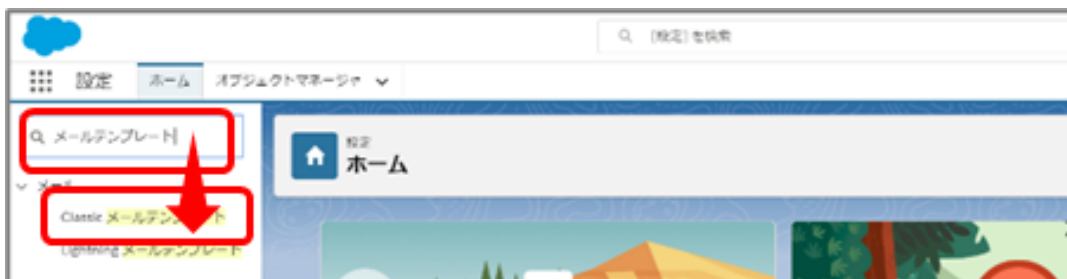 [設定] を検索
設定 ホーム オブジェクトマネージャ
メールテンプレート
設定
ホーム
メール
Classic メールテンプレート
Lightning メールテンプレート